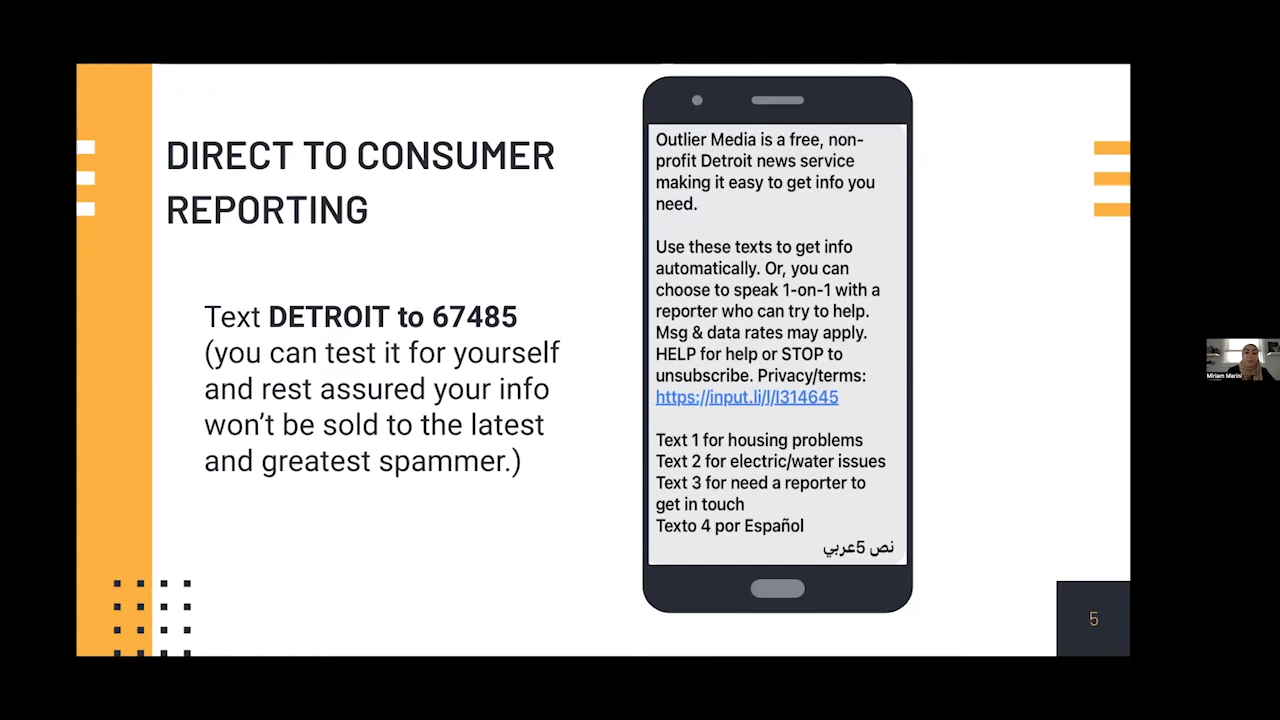 DIRECT TO CONSUMER
REPORTING
Text DETROIT to 67485
(you can test it for yourself
and rest assured your info
won’t be sold to the latest
and greatest spammer.)
Outlier Media is a free, non-
profit Detroit news service
making it easy to get info you
need.
Use these texts to get info
automatically. Or, you can
choose to speak 1-on-1 with a
reporter who can try to help.
Msg & data rates may apply.
HELP for help or STOP to
unsubscribe. Privacy/terms:
https://input.li/l/l314645
Text 1 for housing problems
Text 2 for electric/water issues
Text 3 for need a reporter to
get in touch
Texto 4 por Español
نص 5عربي
5
Miriam Marini